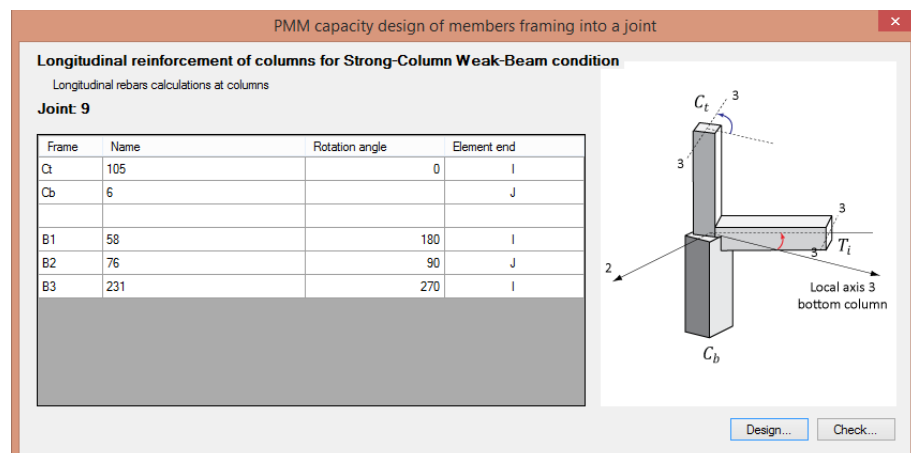 PMM capacity design of members framing into a joint
×
Longitudinal reinforcement of columns for Strong-Column Weak-Beam condition
Longitudinal rebars calculations at columns
Joint: 9
Frame Name Rotation angle Element end
Ct 105 0 I
Cb 6 J
B1 58 180 I
B2 76 90 J
B3 231 270 I
Ct 3
3
3
3 Ti
2
Local axis 3
bottom column
Cb
Design... Check...